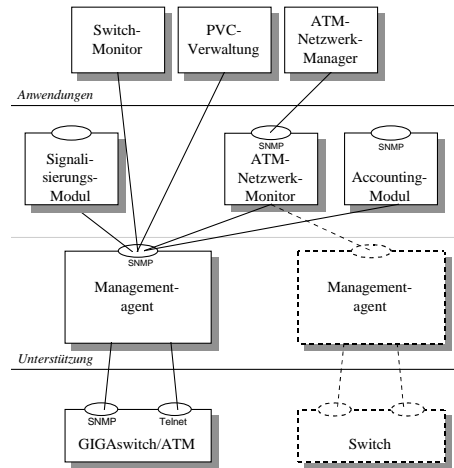 Switch-
Monitor
PVC-
Verwaltung
ATM-
Netzwerk-
Manager
Anwendungen
Signali-
sierungs-
Modul
SNMP
ATM-
Netzwerk-
Monitor
SNMP
Accounting-
Modul
SNMP
Management-
agent
Management-
agent
Unterstützung
SNMP
Telnet
GIGAswitch/ATM
Switch